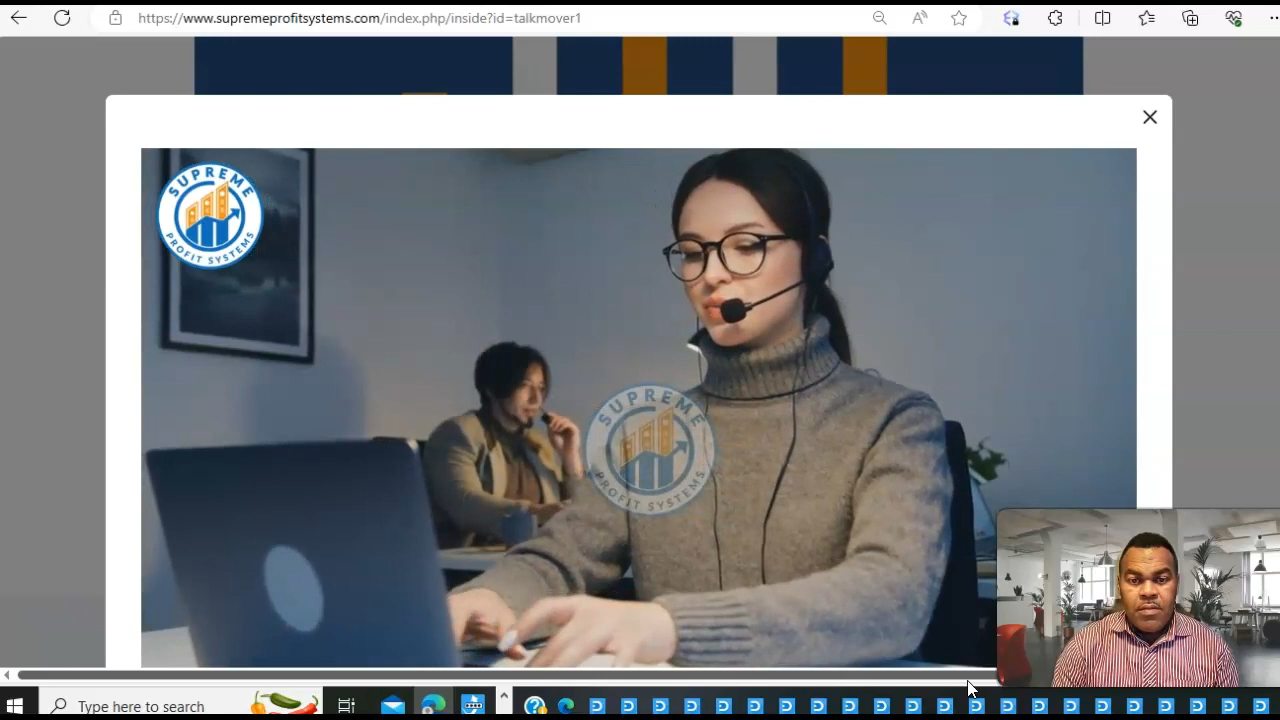 https://www.supremeprofitsystems.com/index.php/inside?id=talkmover1
SUPREME
PROFIT SYSTEMS
SUPREME
PROFIT SYSTEMS
Type here to search